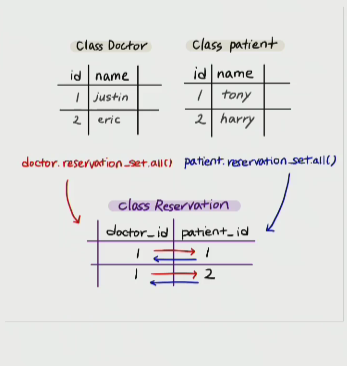 Class Doctor
id name
1 justin
2 eric
Class patient
id name
1 tony
2 harry
doctor.reservation_set.all()
patient.reservation_set.all()
class Reservation
doctor_id patient_id
1 1
1 2